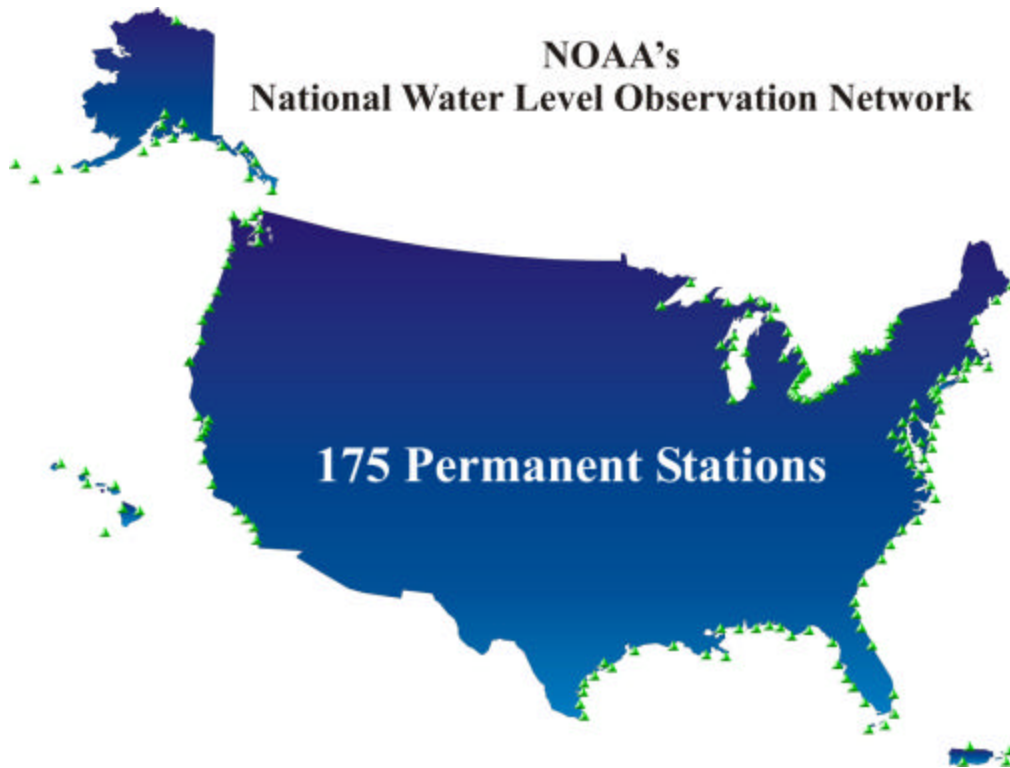 NOAA's
National Water Level Observation Network
175 Permanent Stations